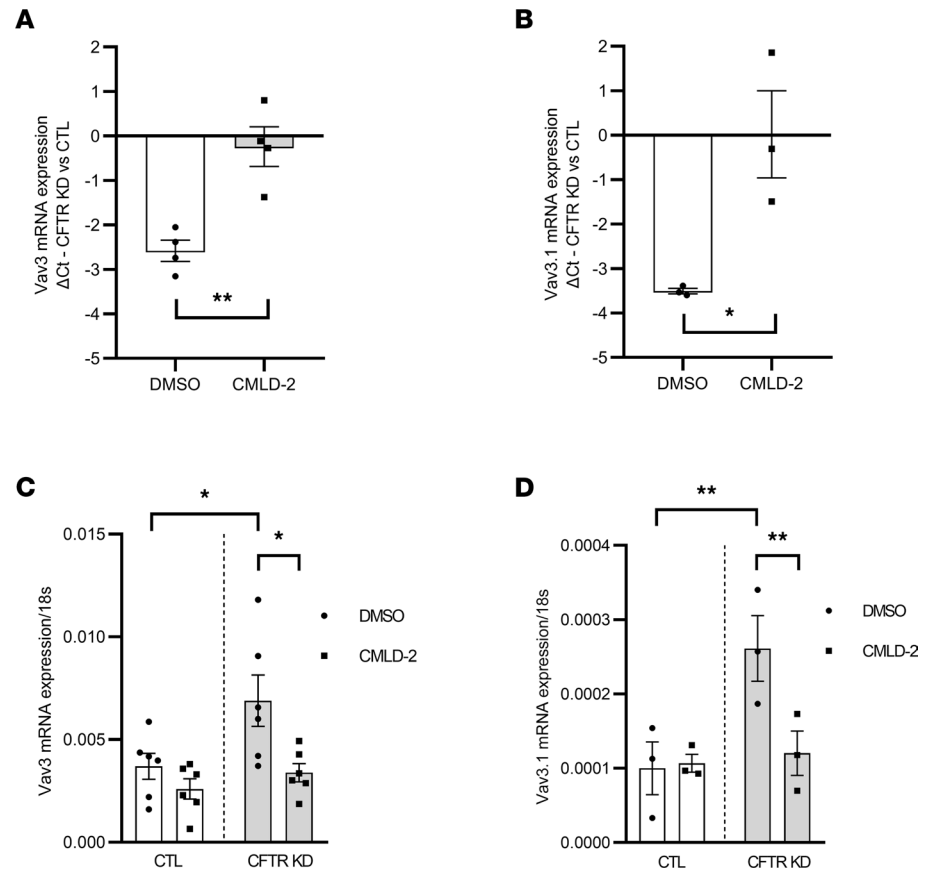 A
Vav3 mRNA expression
ΔCt - CFTR KD vs CTL
2
1
0
-1
-2
-3
-4
-5
**
DMSO
CMLD-2
B
Vav3.1 mRNA expression
ΔCt - CFTR KD vs CTL
2
1
0
-1
-2
-3
-4
-5
*
DMSO
CMLD-2
C
Vav3 mRNA expression/18s
0.015
0.010
0.005
0.000
*
*
CTL
CFTR KD
DMSO
CMLD-2
D
Vav3.1 mRNA expression/18s
0.0004
0.0003
0.0002
0.0001
0.0000
**
**
CTL
CFTR KD
DMSO
CMLD-2